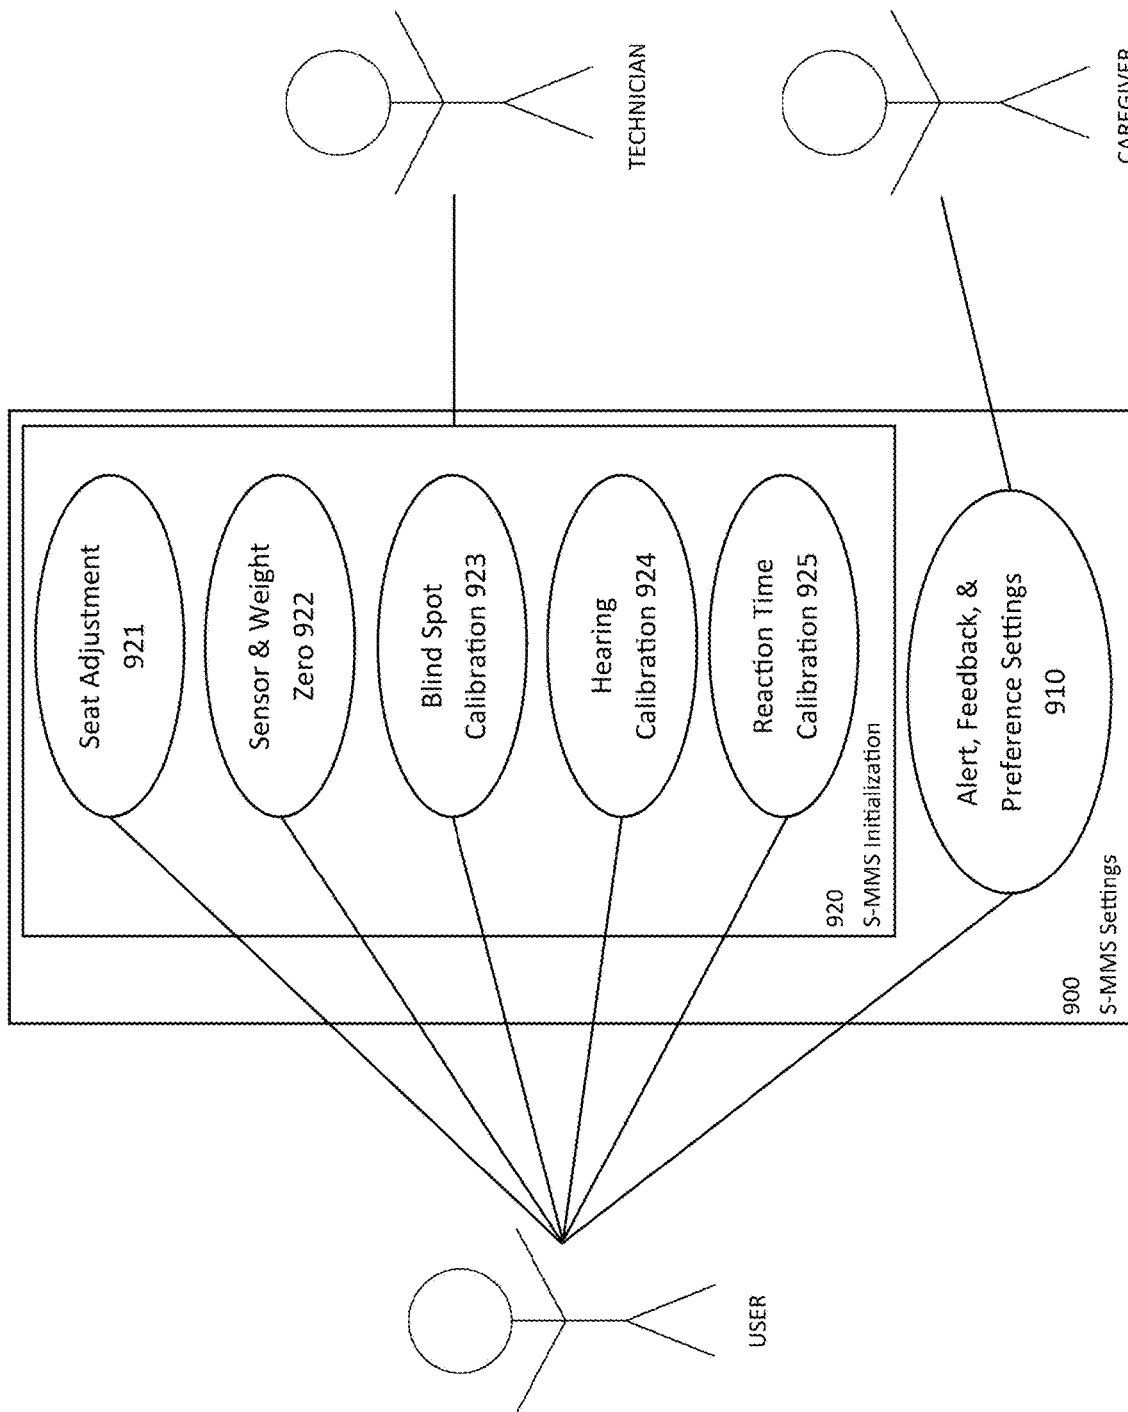 Seat Adjustment
921
Sensor & Weight
Zero 922
Blind Spot
Calibration 923
Hearing
Calibration 924
Reaction Time
Calibration 925
920
S-MMS Initialization
Alert, Feedback, &
Preference Settings
910
900
S-MMS Settings
USER
TECHNICIAN
CAREGIVER